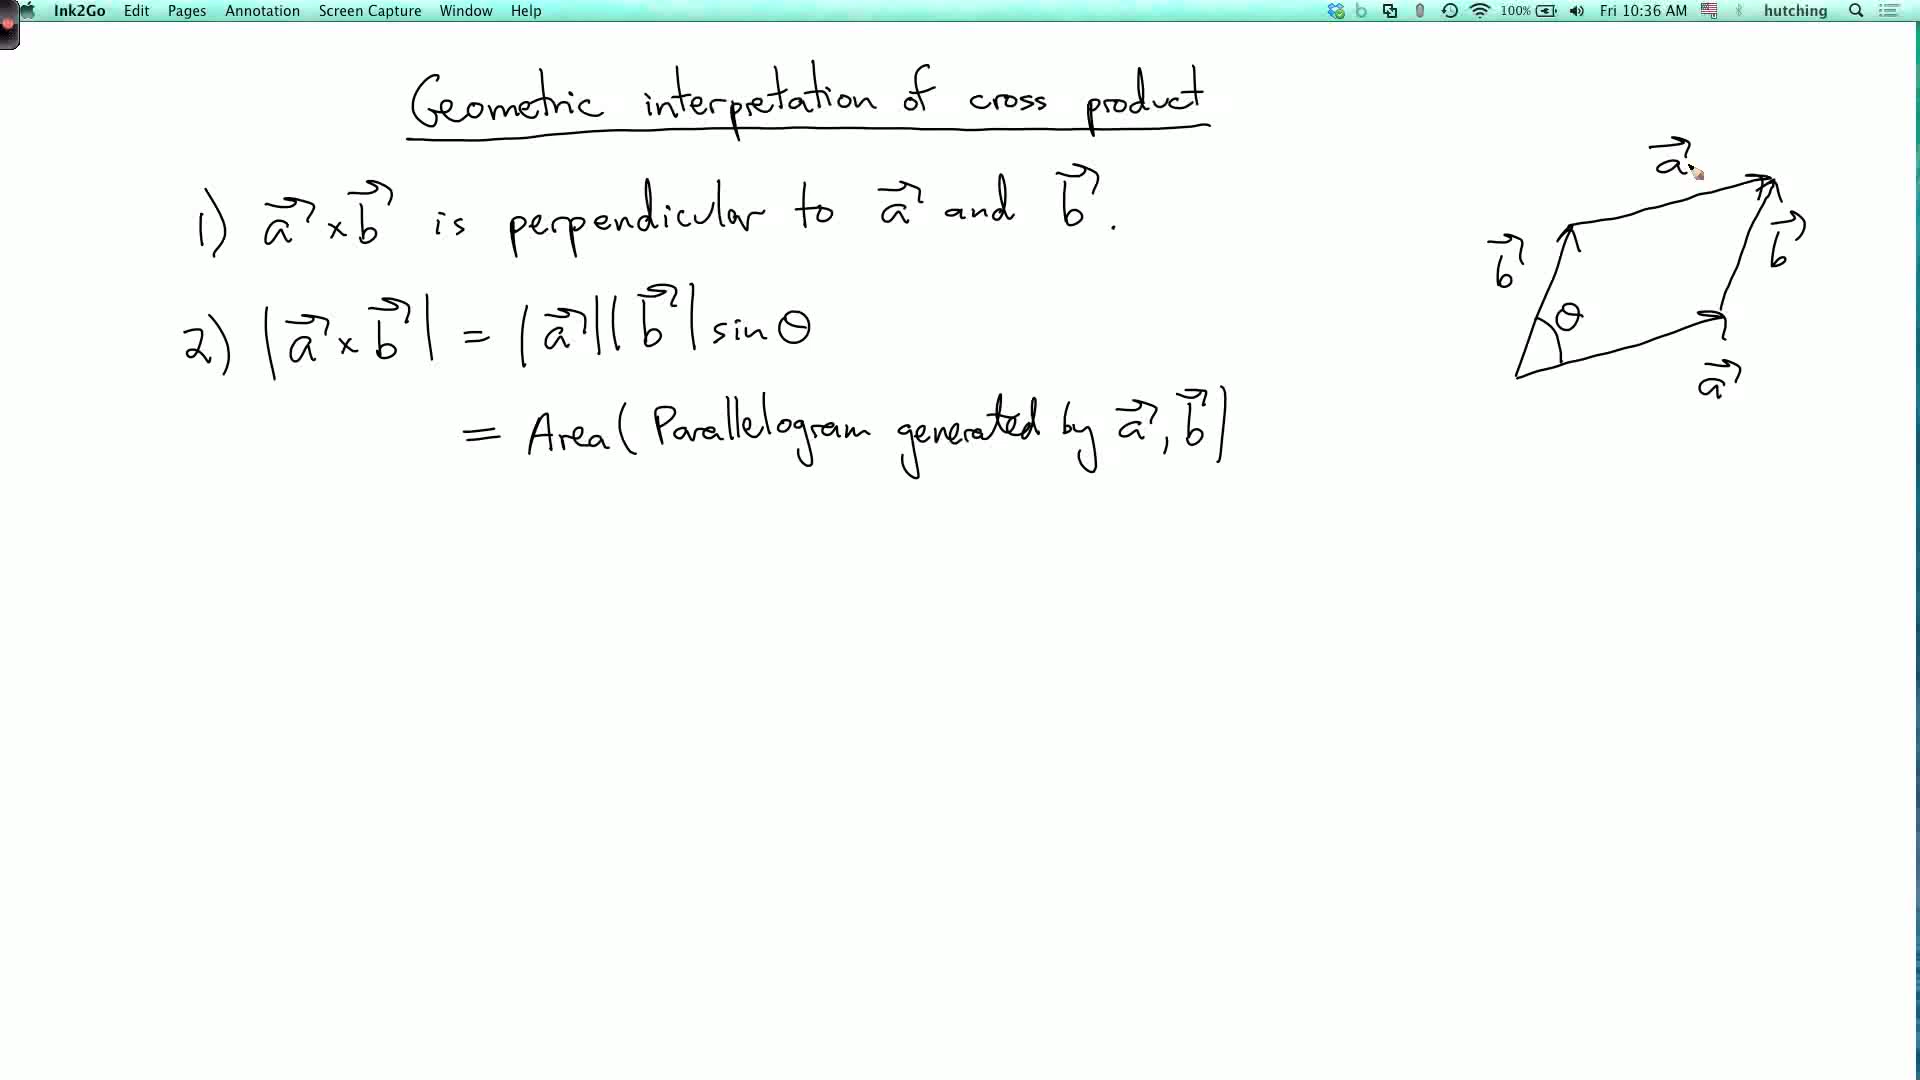 Ink2Go Edit Pages Annotation Screen Capture Window Help 100% Fri 10:36 AM hutching
Geometric interpretation of cross product
1) a⃗ × b⃗ is perpendicular to a⃗ and b⃗.
2) |a⃗ × b⃗| = |a⃗||b⃗| sin θ
= Area(Parallelogram generated by a⃗, b⃗)
a⃗
b⃗
b⃗
θ
a⃗